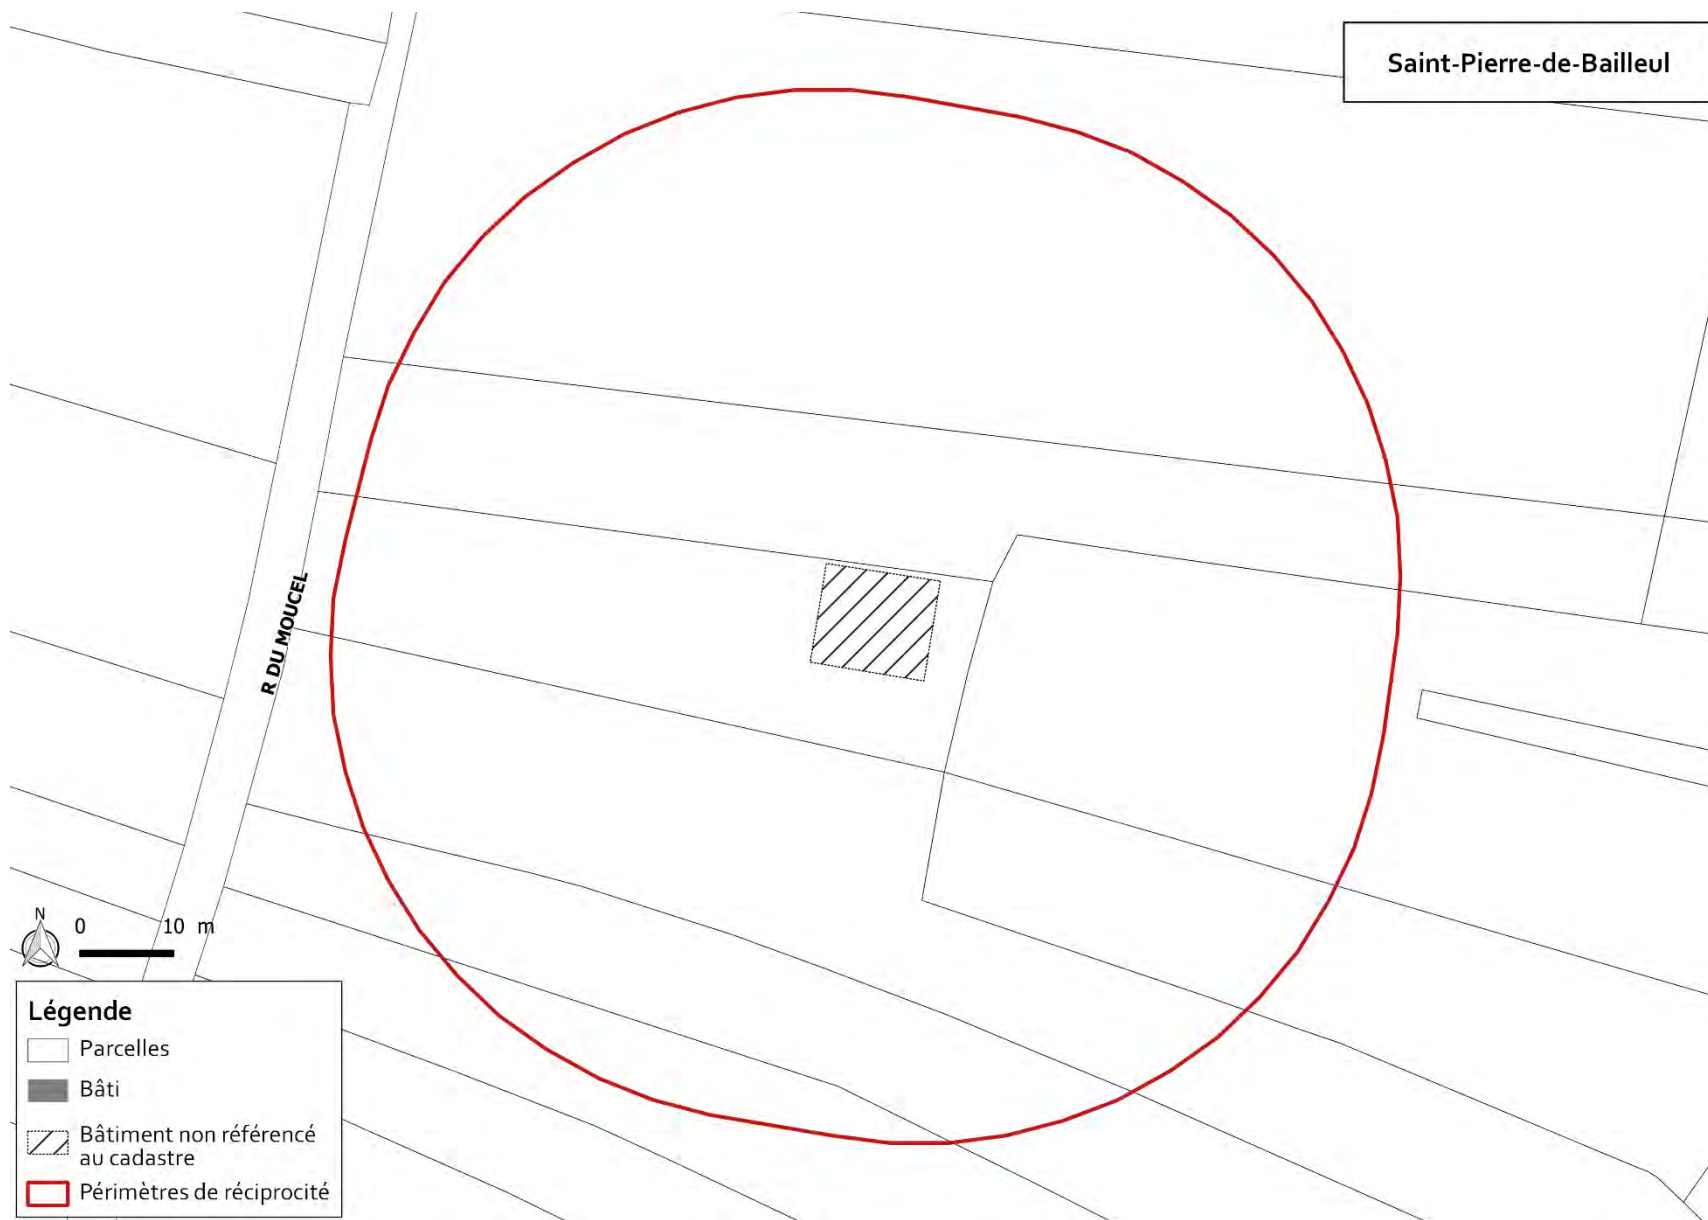 Saint-Pierre-de-Bailleul
R DU MOUCEL
N
0 10 m
Légende
Parcelles
Bâti
Bâtiment non référencé
au cadastre
Périmètres de réciprocité